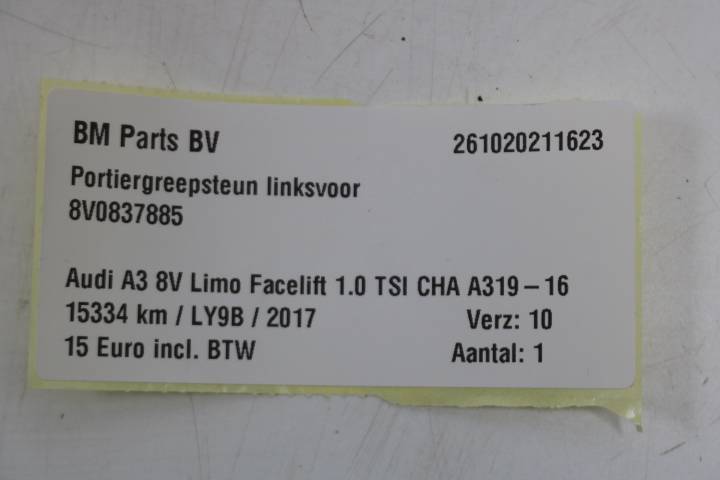 BM Parts BV 261020211623
Portiergreepsteun linksvoor
8V0837885
Audi A3 8V Limo Facelift 1.0 TSI CHA A319-16
15334 km / LY9B / 2017 Verz: 10
15 Euro incl. BTW Aantal: 1